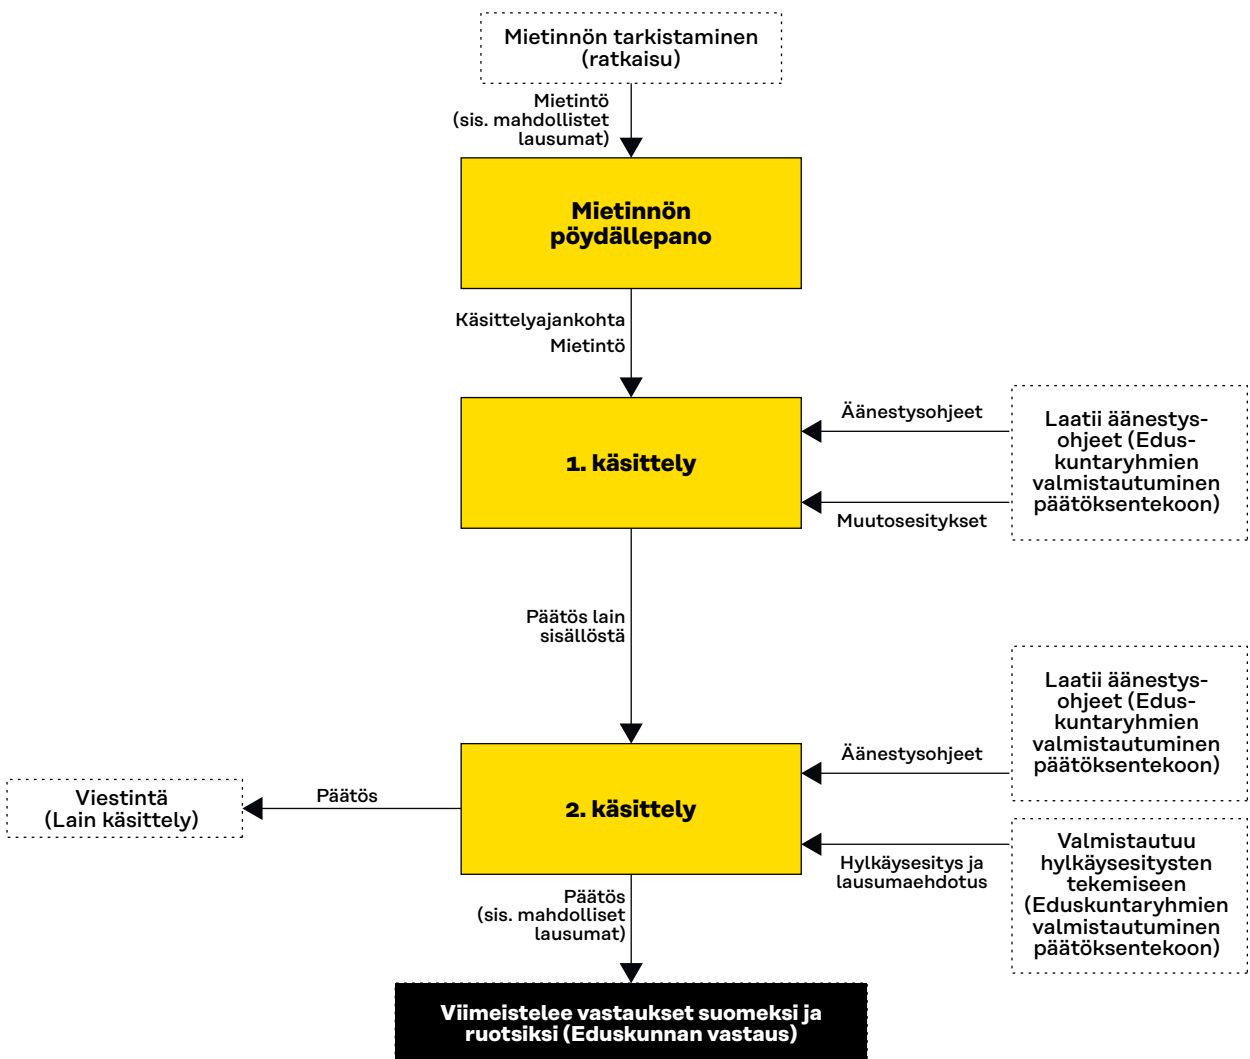 Mietinnön tarkistaminen
(ratkaisu)
Mietintö
(sis. mahdollistet
lausumat)
Mietinnön
pöydällepano
Käsittelyajankohta
Mietintö
1. käsittely
Äänestysohjeet
Muutosesitykset
Laatii äänestys-
ohjeet (Edus-
kuntaryhmien
valmistautuminen
päätöksentekoon)
Päätös lain
sisällöstä
2. käsittely
Äänestysohjeet
Laatii äänestys-
ohjeet (Edus-
kuntaryhmien
valmistautuminen
päätöksentekoon)
Päätös
Viestintä
(Lain käsittely)
Hylkäysesitys ja
lausumaehdotus
Valmistautuu
hylkäysesitysten
tekemiseen
(Eduskuntaryhmien
valmistautuminen
päätöksentekoon)
Päätös
(sis. mahdolliset
lausumat)
Viimeistelee vastaukset suomeksi ja
ruotsiksi (Eduskunnan vastaus)